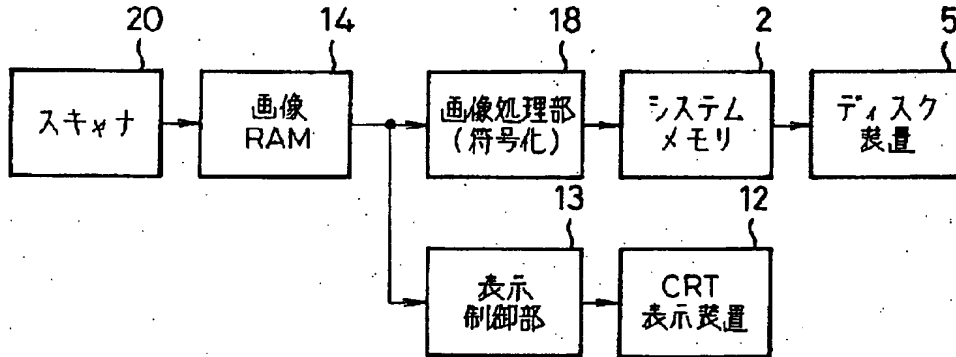 20
14
18
2
5
スキャナ
画像
RAM
画像処理部
(符号化)
システム
メモリ
ディスク
装置
13
12
表示
制御部
CRT
表示装置